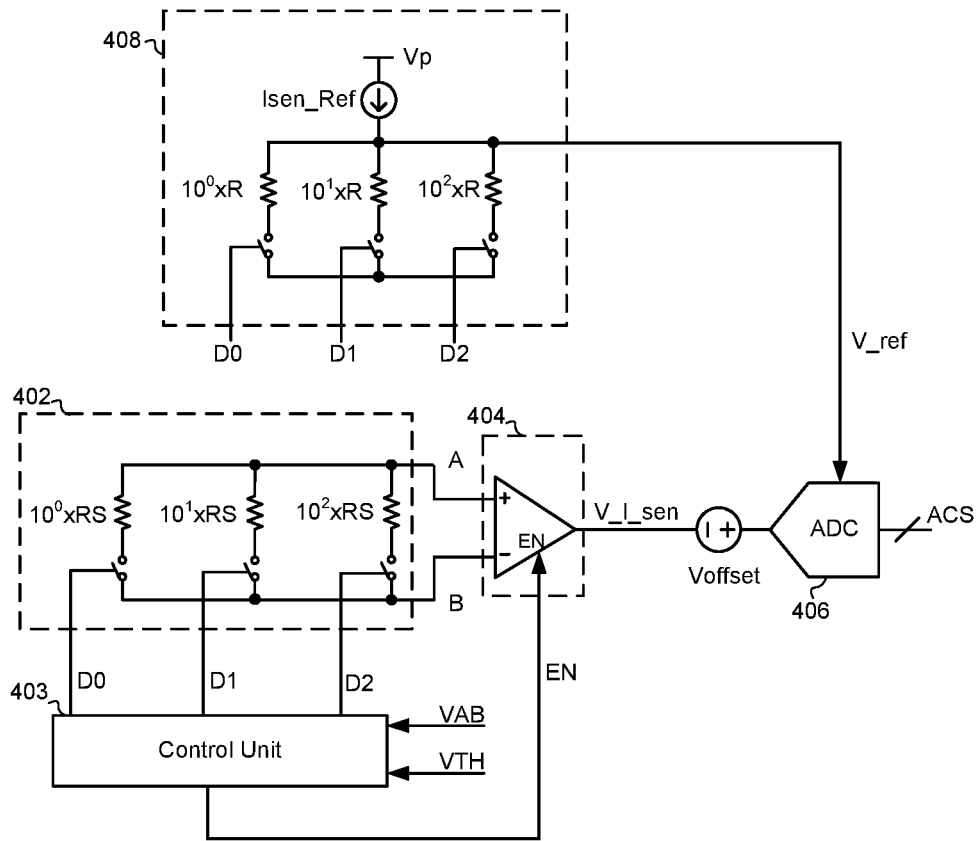 408
Vp
Isen_Ref
10⁰xR
10¹xR
10²xR
D0
D1
D2
V_ref
402
404
A
10⁰xRS
10¹xRS
10²xRS
+
EN
−
V_I_sen
+
Voffset
ADC
ACS
406
B
D0
D1
D2
EN
403
Control Unit
VAB
VTH